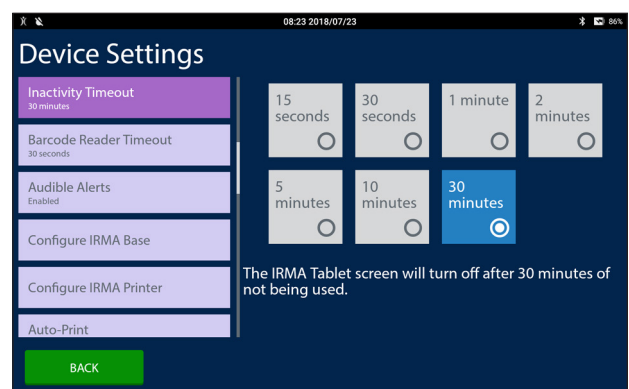 08:23 2018/07/23
86%
Device Settings
Inactivity Timeout
30 minutes
Barcode Reader Timeout
30 seconds
Audible Alerts
Enabled
Configure IRMA Base
Configure IRMA Printer
Auto-Print
BACK
15
seconds
30
seconds
1 minute
2
minutes
5
minutes
10
minutes
30
minutes
The IRMA Tablet screen will turn off after 30 minutes of
not being used.